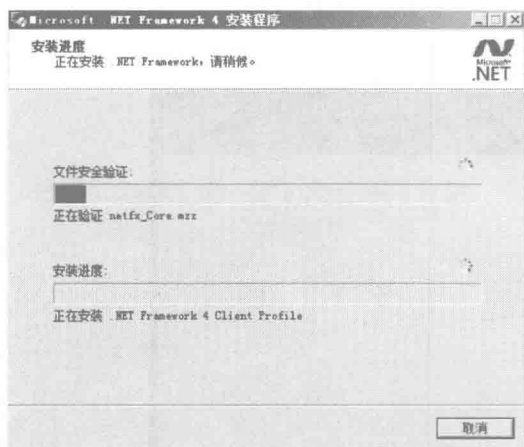 Microsoft .NET Framework 4 安装程序
安装进度
正在安装 .NET Framework，请稍候。
Microsoft
.NET
文件安全验证:
正在验证 netfx_Core.mzz
安装进度:
正在安装 .NET Framework 4 Client Profile
取消